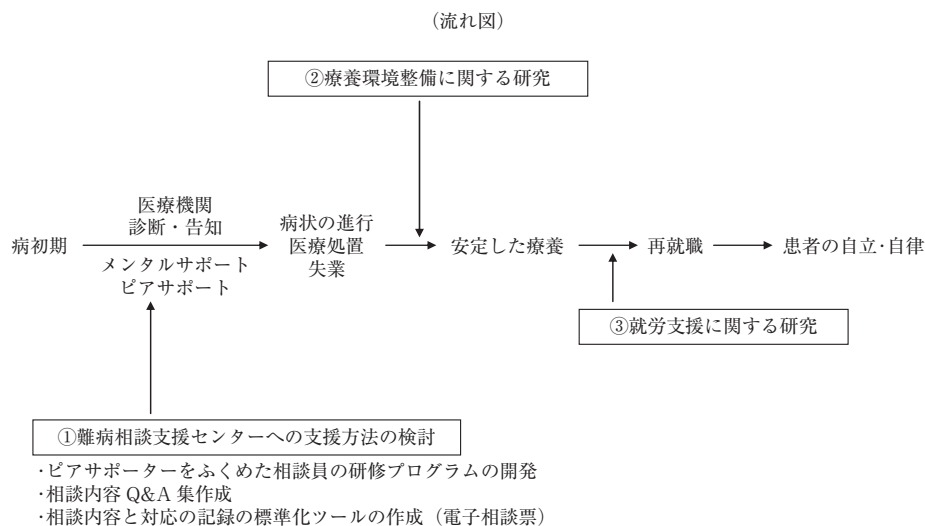 （流れ図）
②療養環境整備に関する研究
医療機関
診断・告知
病初期
メンタルサポート
ピアサポート
病状の進行
医療処置
失業
安定した療養
再就職
患者の自立·自律
③就労支援に関する研究
①難病相談支援センターへの支援方法の検討
·ピアサポーターをふくめた相談員の研修プログラムの開発
·相談内容 Q&A 集作成
·相談内容と対応の記録の標準化ツールの作成（電子相談票）